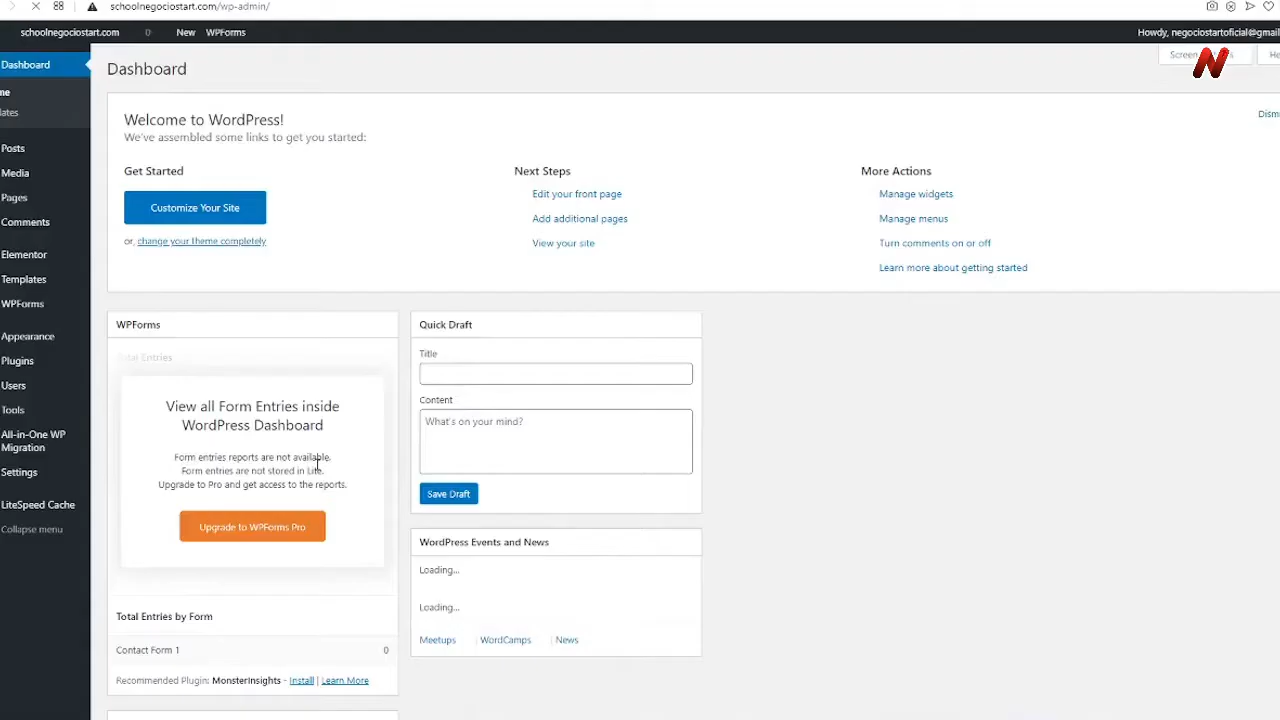 schoolnegociostart.com/wp-admin/
schoolnegociostart.com 0 New WPForms Howdy, negociostartoficial@gmail
Dashboard
Posts
Media
Pages
Comments
Elementor
Templates
WPForms
Appearance
Plugins
Users
Tools
All-in-One WP
Migration
Settings
LiteSpeed Cache
Collapse menu
N
Dashboard
Welcome to WordPress!
We've assembled some links to get you started:
Get Started
Customize Your Site
or, change your theme completely
Next Steps
Edit your front page
Add additional pages
View your site
More Actions
Manage widgets
Manage menus
Turn comments on or off
Learn more about getting started
WPForms
Total Entries
View all Form Entries inside
WordPress Dashboard
Form entries reports are not available.
Form entries are not stored in Lite.
Upgrade to Pro and get access to the reports.
Upgrade to WPForms Pro
Total Entries by Form
Contact Form 1 0
Recommended Plugin: MonsterInsights - Install | Learn More
Quick Draft
Title
Content
What's on your mind?
Save Draft
WordPress Events and News
Loading...
Loading...
Meetups | WordCamps | News